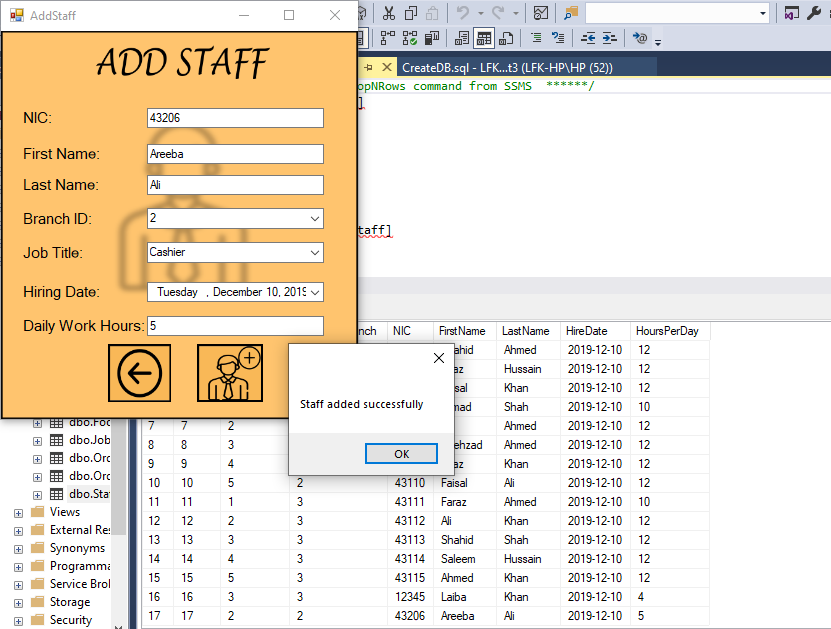 AddStaff
ADD STAFF
NIC: 43206
First Name: Areeba
Last Name: Ali
Branch ID: 2
Job Title: Cashier
Hiring Date: Tuesday , December 10, 2019
Daily Work Hours: 5
CreateDB.sql - LFK...t3 (LFK-HP\HP (52))
opNRows command from SSMS ******/
]
taff]
Staff added successfully
OK
nch NIC FirstName LastName HireDate HoursPerDay
ahid Ahmed 2019-12-10 12
az Hussain 2019-12-10 12
sal Khan 2019-12-10 12
mad Shah 2019-12-10 10
7 7 2 Ahmed 2019-12-10 12
8 8 3 ehzad Ahmed 2019-12-10 12
9 9 4 az Khan 2019-12-10 12
10 10 5 2 43110 Faisal Ali 2019-12-10 12
11 11 1 3 43111 Faraz Ahmed 2019-12-10 10
12 12 2 3 43112 Ali Khan 2019-12-10 12
13 13 3 3 43113 Shahid Shah 2019-12-10 12
14 14 4 3 43114 Saleem Hussain 2019-12-10 12
15 15 5 3 43115 Ahmed Khan 2019-12-10 12
16 16 3 3 12345 Laiba Khan 2019-12-10 4
17 17 2 2 43206 Areeba Ali 2019-12-10 5
dbo.Foo
dbo.Job
dbo.Ord
dbo.Ord
dbo.Sta
Views
External Res
Synonyms
Programma
Service Brol
Storage
Security